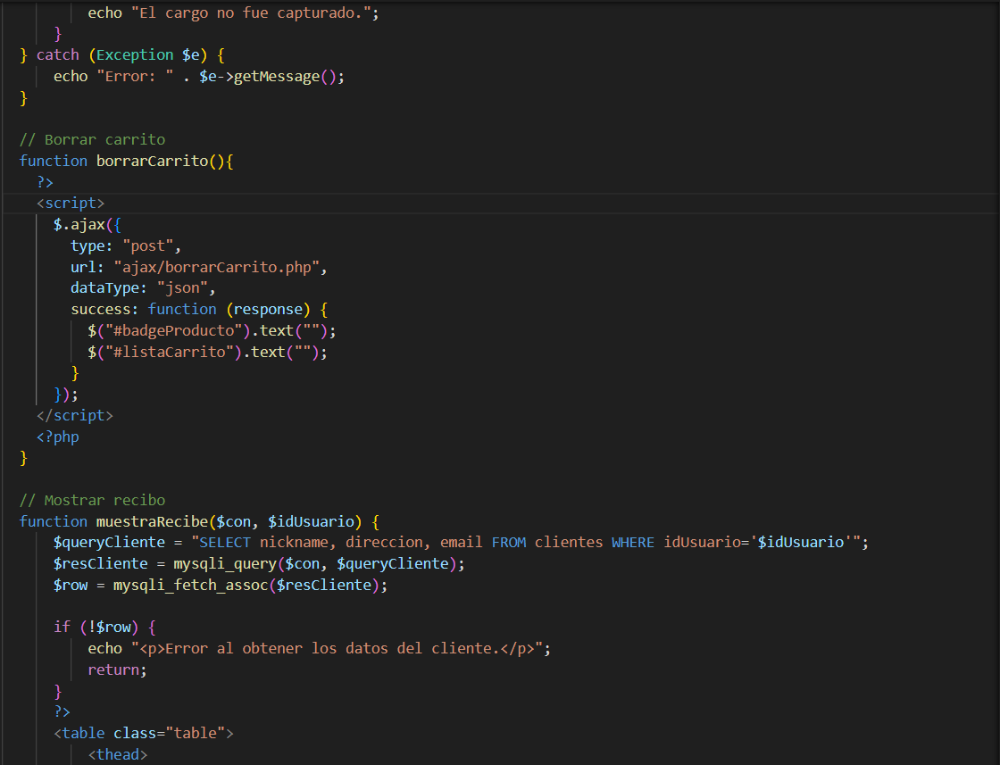 echo "El cargo no fue capturado.";
}
} catch (Exception $e) {
echo "Error: " . $e->getMessage();
}
// Borrar carrito
function borrarCarrito(){
?>
<script>
$.ajax({
type: "post",
url: "ajax/borrarCarrito.php",
dataType: "json",
success: function (response) {
$("#badgeProducto").text("");
$("#listaCarrito").text("");
}
});
</script>
<?php
}
// Mostrar recibo
function muestraRecibe($con, $idUsuario) {
$queryCliente = "SELECT nickname, direccion, email FROM clientes WHERE idUsuario='$idUsuario'";
$resCliente = mysqli_query($con, $queryCliente);
$row = mysqli_fetch_assoc($resCliente);
if (!$row) {
echo "<p>Error al obtener los datos del cliente.</p>";
return;
}
?>
<table class="table">
<thead>